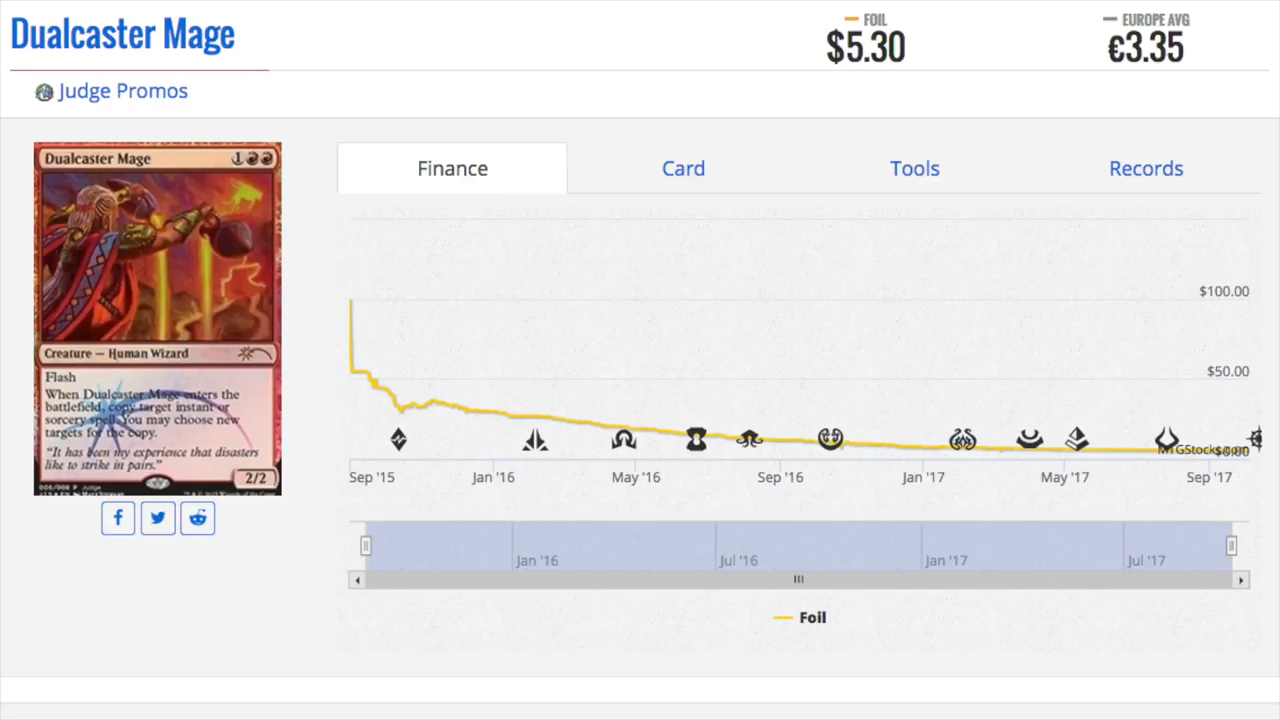 Dualcaster Mage
FOIL
$5.30
EUROPE AVG
€3.35
Judge Promos
Dualcaster Mage
1
Creature — Human Wizard
Flash
When Dualcaster Mage enters the
battlefield, copy target instant or
sorcery spell. You may choose new
targets for the copy.
"It has been my experience that disasters
like to strike in pairs."
2/2
Finance
Card
Tools
Records
$100.00
$50.00
$0.00
MTGStocks.com
Sep '15
Jan '16
May '16
Sep '16
Jan '17
May '17
Sep '17
Jan '16
Jul '16
Jan '17
Jul '17
Foil